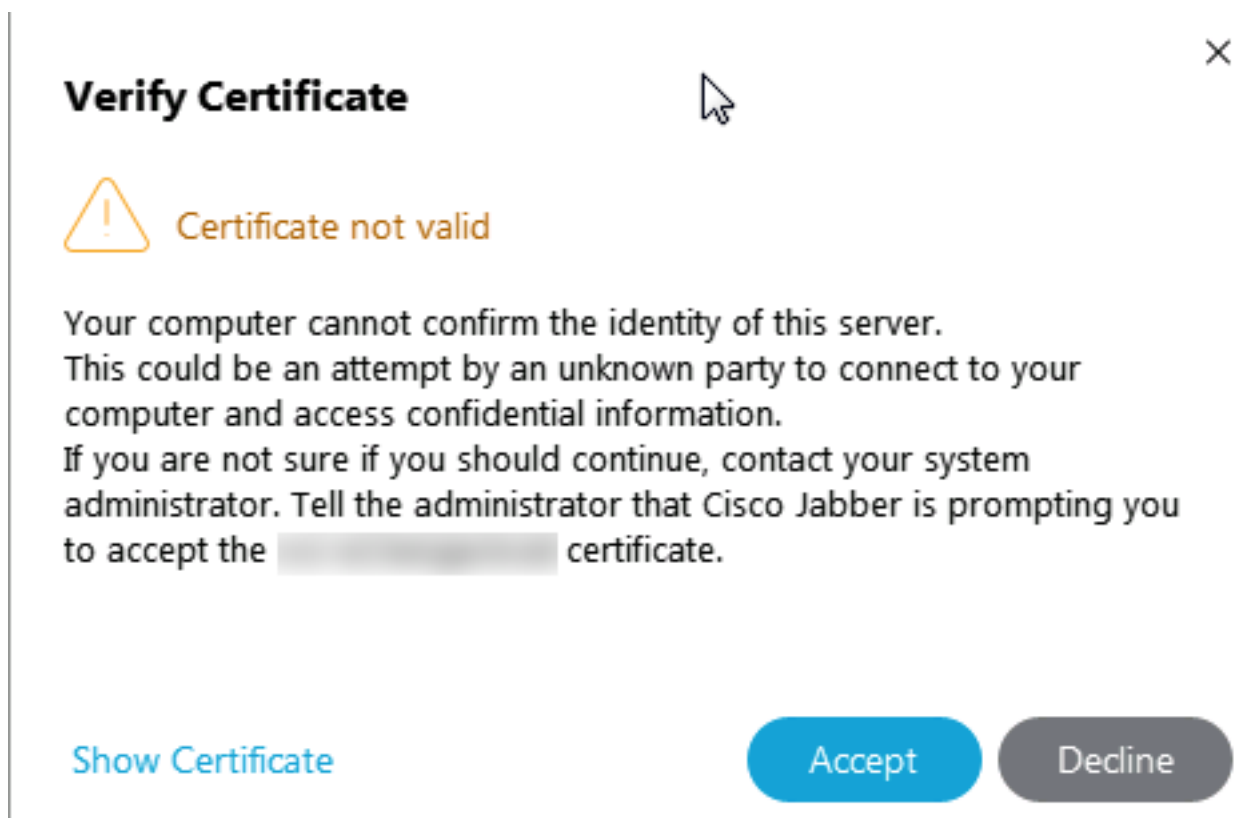 Verify Certificate
Certificate not valid
Your computer cannot confirm the identity of this server.
This could be an attempt by an unknown party to connect to your
computer and access confidential information.
If you are not sure if you should continue, contact your system
administrator. Tell the administrator that Cisco Jabber is prompting you
to accept the certificate.
Show Certificate
Accept
Decline